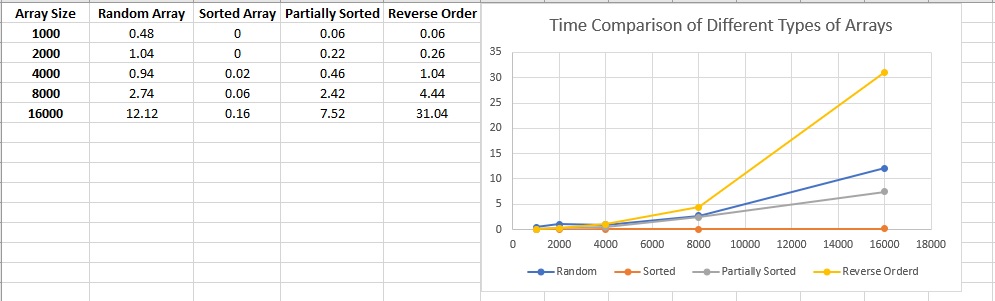 Array Size Random Array Sorted Array Partially Sorted Reverse Order
1000 0.48 0 0.06 0.06
2000 1.04 0 0.22 0.26
4000 0.94 0.02 0.46 1.04
8000 2.74 0.06 2.42 4.44
16000 12.12 0.16 7.52 31.04
Time Comparison of Different Types of Arrays
35
30
25
20
15
10
5
0
0 2000 4000 6000 8000 10000 12000 14000 16000 18000
Random Sorted Partially Sorted Reverse Orderd